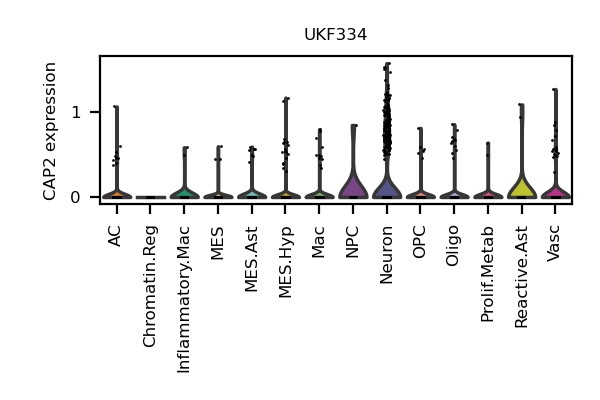 UKF334
CAP2 expression
1
0
AC
Chromatin.Reg
Inflammatory.Mac
MES
MES.Ast
MES.Hyp
Mac
NPC
Neuron
OPC
Oligo
Prolif.Metab
Reactive.Ast
Vasc